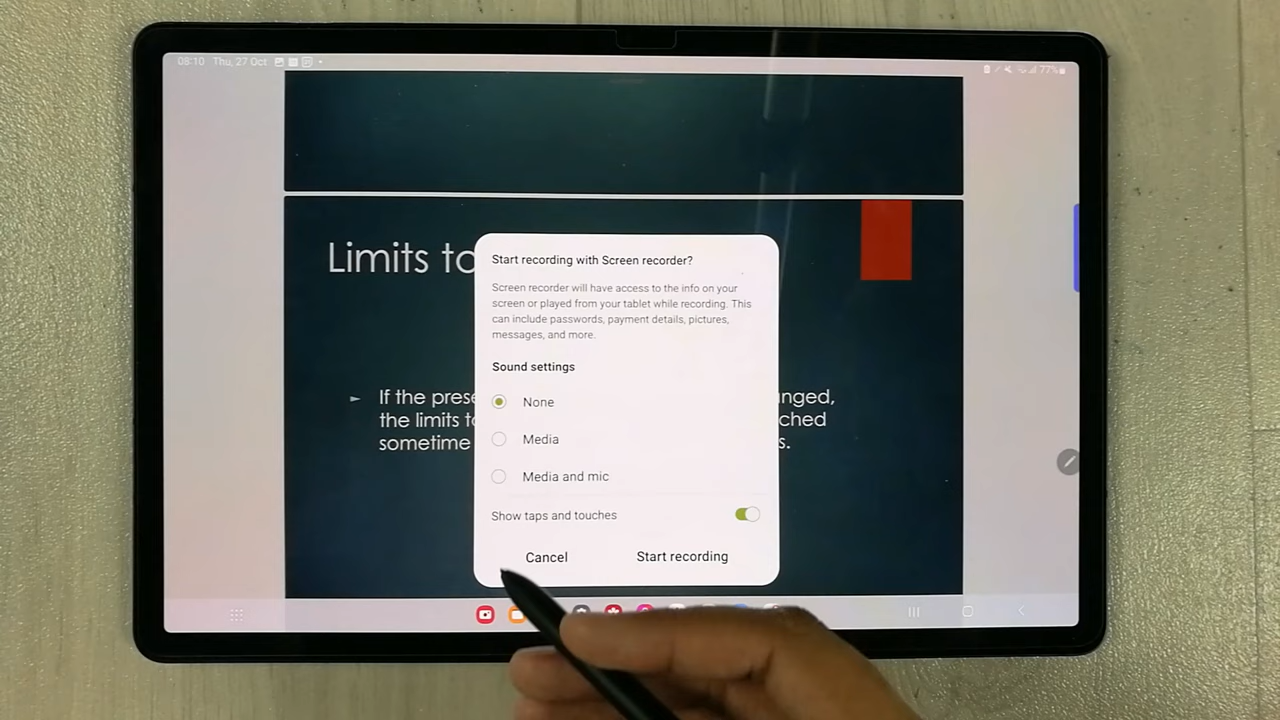 08:10 Thu, 27 Oct
77%
Limits to
Start recording with Screen recorder?
Screen recorder will have access to the info on your
screen or played from your tablet while recording. This
can include passwords, payment details, pictures,
messages, and more.
Sound settings
None
Media
Media and mic
Show taps and touches
Cancel
Start recording
If the prese nged,
the limits to ched
sometime s.